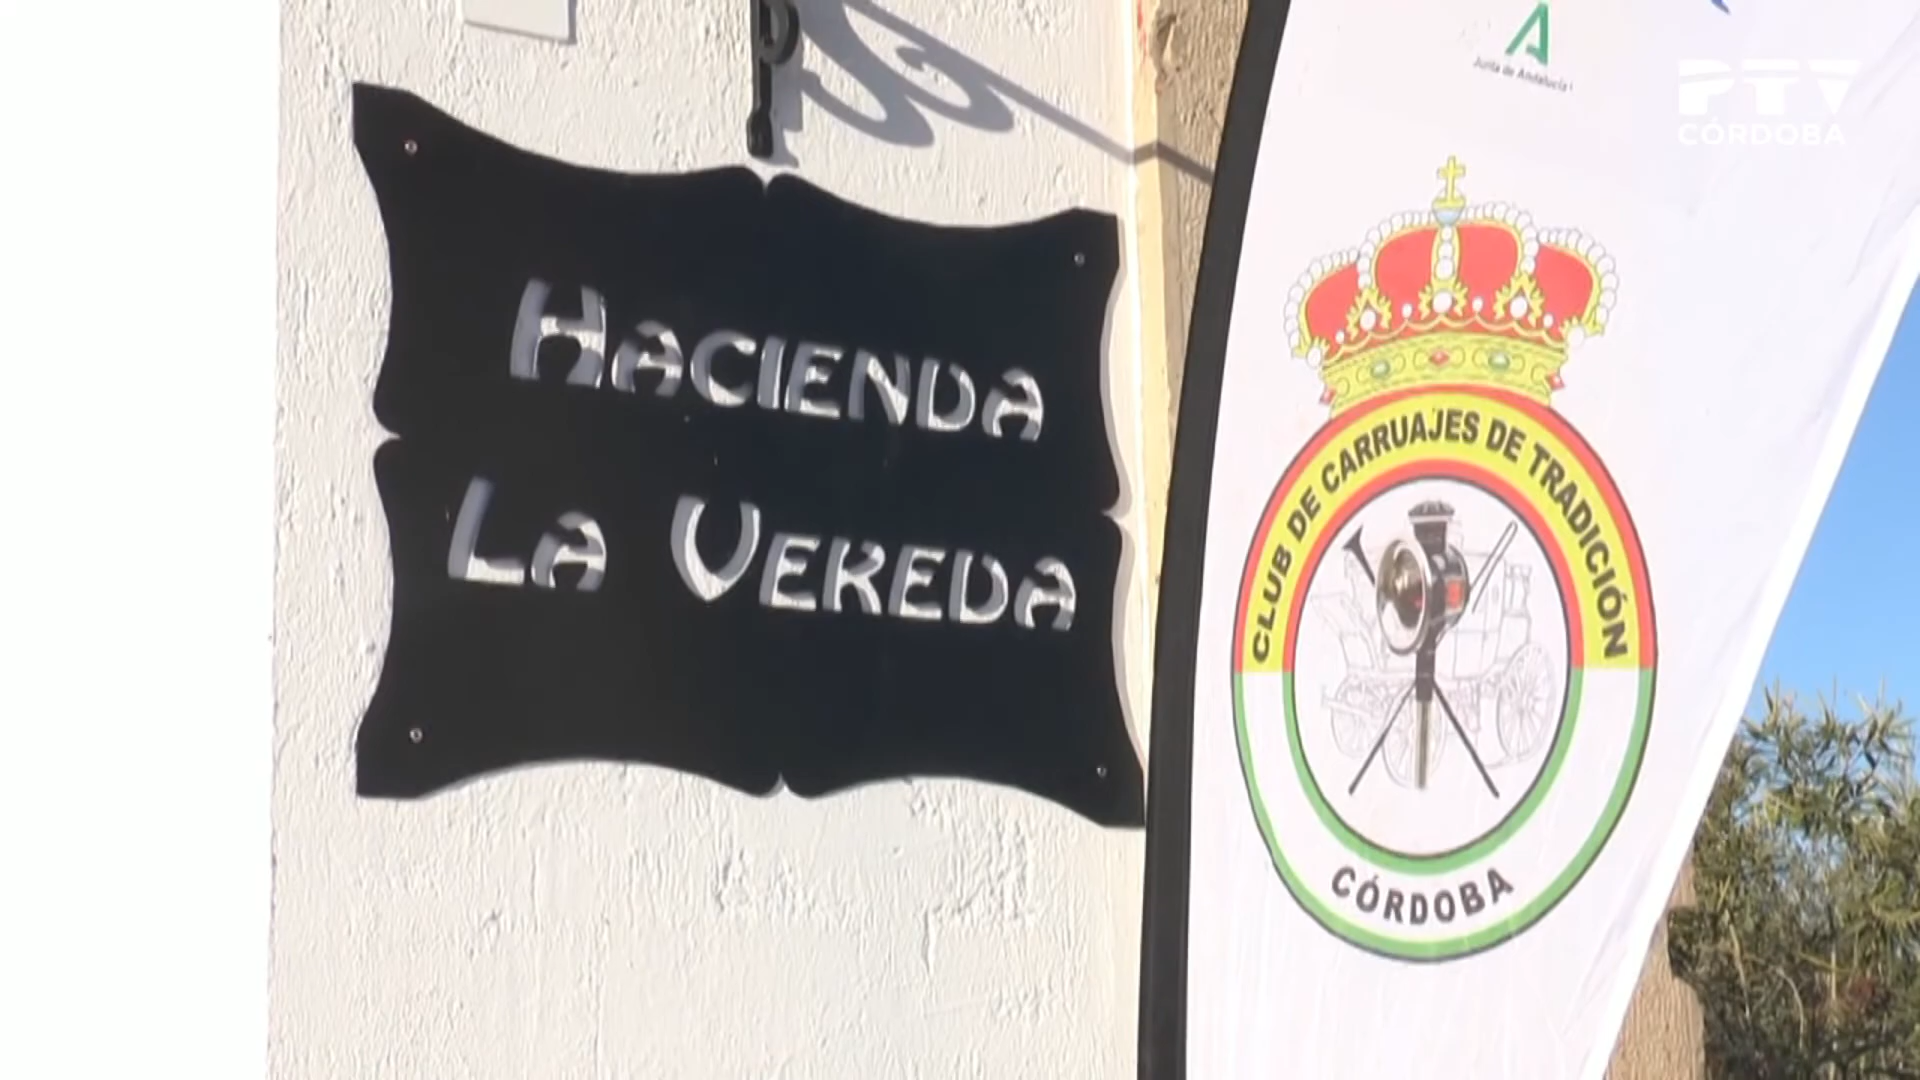 HACIENDA
LA VEREDA
Junta de Andalucía
PTV
CÓRDOBA
CLUB DE CARRUAJES DE TRADICIÓN
CÓRDOBA